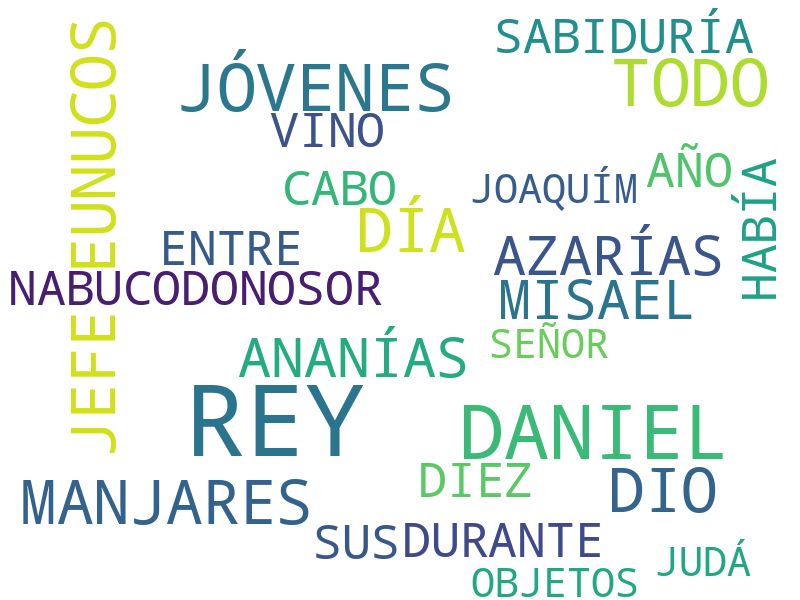 SABIDURÍA
JÓVENES
TODO
VINO
JEFE EUNUCOS
CABO
JOAQUÍM
AÑO
HABÍA
DÍA
ENTRE
AZARÍAS
NABUCODONOSOR
MISAEL
SEÑOR
ANANÍAS
REY
DANIEL
DIEZ
DIO
MANJARES
SUS
DURANTE
JUDÁ
OBJETOS